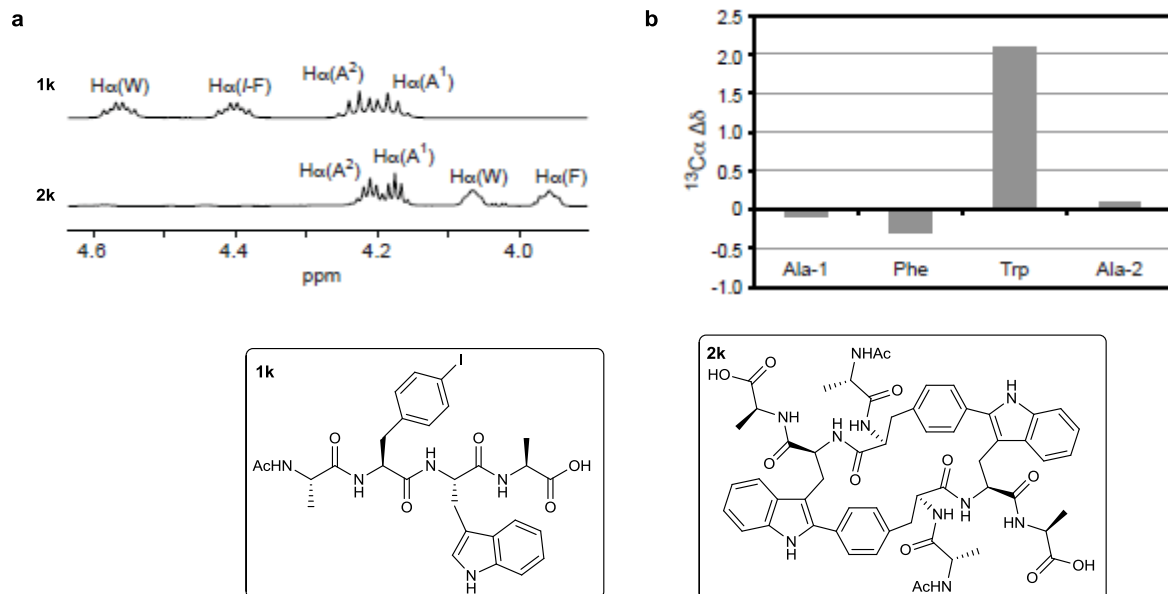 a
1k
Hα(W)
Hα(I-F)
Hα(A²)
Hα(A¹)
2k
Hα(A²)
Hα(A¹)
Hα(W)
Hα(F)
4.6 4.4 4.2 4.0
ppm
b
¹³Cα Δδ
2.5
2.0
1.5
1.0
0.5
0
-0.5
-1.0
Ala-1 Phe Trp Ala-2
1k
I
O
O
H
N
O
AcHN
N
H
O
N
H
O
OH
N
H
2k
NHAc
O
HO
O
NH
HN
O
H
N
O
O
H
N
N
H
O
HN
O
N
H
O
HN
O
O
OH
AcHN